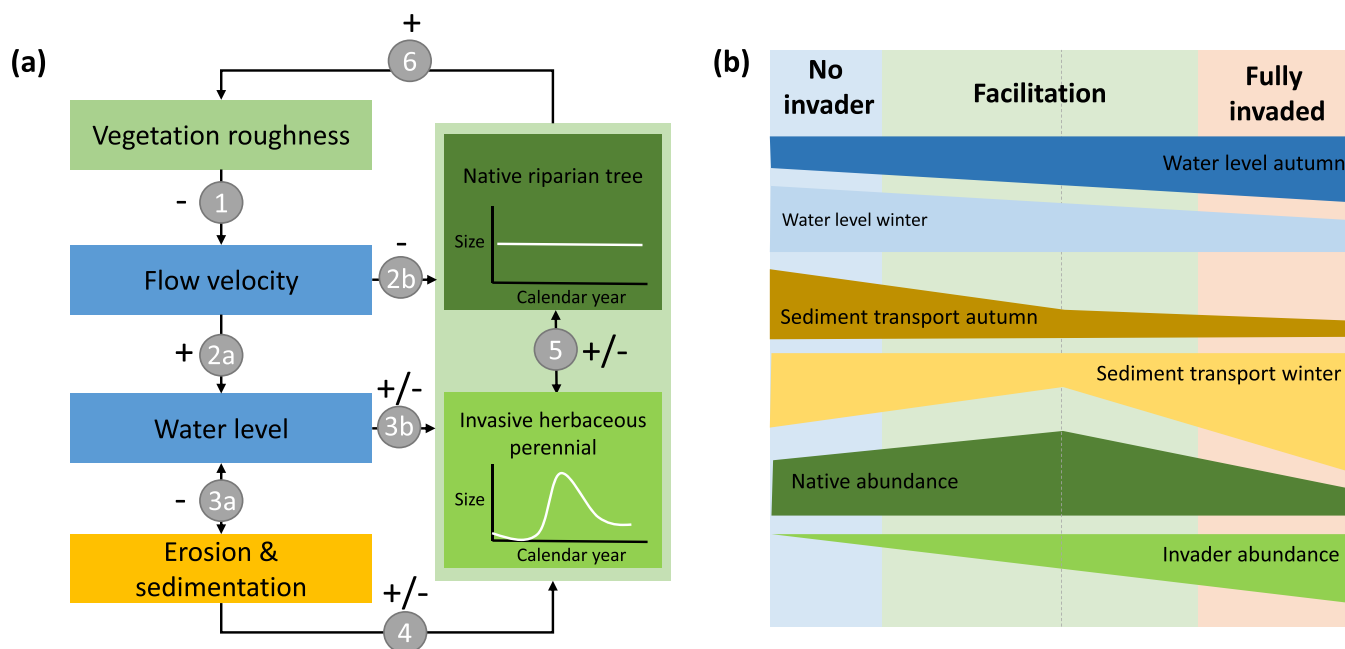 (a)
+
6
Vegetation roughness
-
1
Flow velocity
-
2b
+
2a
Water level
+/-
3b
-
3a
Erosion &
sedimentation
+/-
4
Native riparian tree
Size
Calendar year
5
+/-
Invasive herbaceous
perennial
Size
Calendar year
(b)
No
invader
Facilitation
Fully
invaded
Water level autumn
Water level winter
Sediment transport autumn
Sediment transport winter
Native abundance
Invader abundance